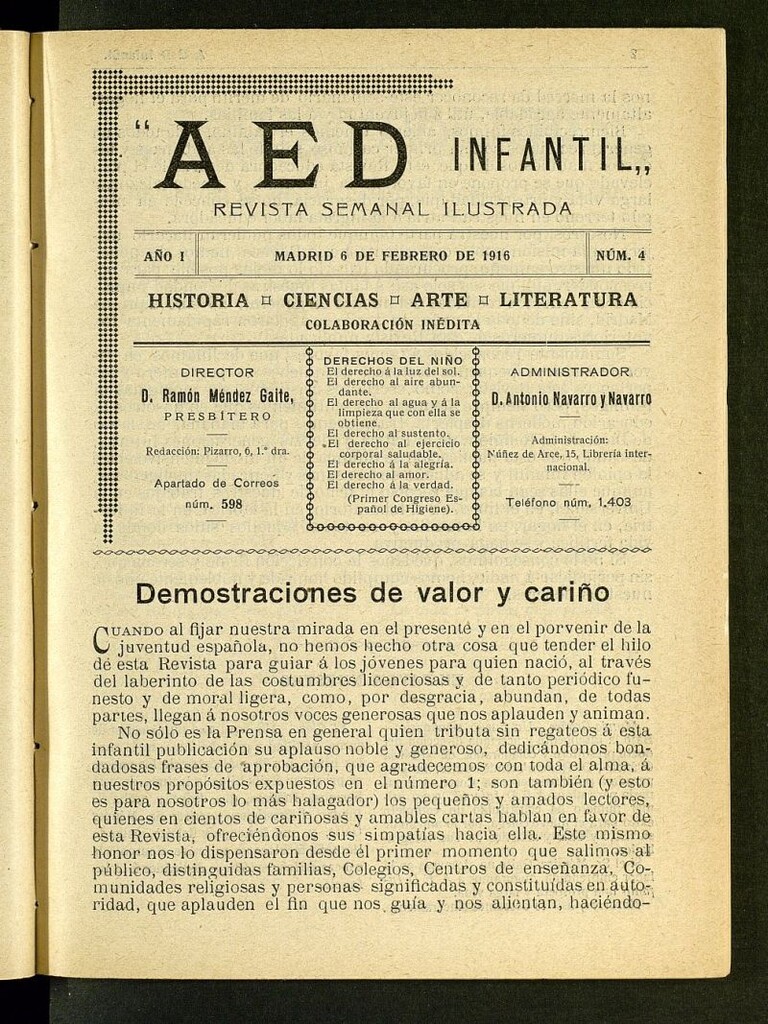 “AED INFANTIL„
REVISTA SEMANAL ILUSTRADA
AÑO I
MADRID 6 DE FEBRERO DE 1916
NÚM. 4
HISTORIA ¤ CIENCIAS ¤ ARTE ¤ LITERATURA
COLABORACIÓN INÉDITA
DIRECTOR
D. Ramón Méndez Gaite,
PRESBÍTERO
Redacción: Pizarro, 6, 1.º dra.
Apartado de Correos
núm. 598
DERECHOS DEL NIÑO
El derecho á la luz del sol.
El derecho al aire abun-
dante.
El derecho al agua y á la
limpieza que con ella se
obtiene.
El derecho al sustento.
El derecho al ejercicio
corporal saludable.
El derecho á la alegría.
El derecho al amor.
El derecho á la verdad.
(Primer Congreso Es-
pañol de Higiene).
ADMINISTRADOR
D. Antonio Navarro y Navarro
Administración:
Núñez de Arce, 15, Librería inter-
nacional.
Teléfono núm. 1.403
Demostraciones de valor y cariño
CUANDO al fijar nuestra mirada en el presente y en el porvenir de la
juventud española, no hemos hecho otra cosa que tender el hilo
de esta Revista para guiar á los jóvenes para quien nació, al través
del laberinto de las costumbres licenciosas y de tanto periódico fu-
nesto y de moral ligera, como, por desgracia, abundan, de todas
partes, llegan á nosotros voces generosas que nos aplauden y animan.
No sólo es la Prensa en general quien tributa sin regateos á esta
infantil publicación su aplauso noble y generoso, dedicándonos bon-
dadosas frases de aprobación, que agradecemos con toda el alma, á
nuestros propósitos expuestos en el número 1; son también (y esto
es para nosotros lo más halagador) los pequeños y amados lectores,
quienes en cientos de cariñosas y amables cartas hablan en favor de
esta Revista, ofreciéndonos sus simpatías hacia ella. Este mismo
honor nos lo dispensaron desde el primer momento que salimos al
público, distinguidas familias, Colegios, Centros de enseñanza, Co-
munidades religiosas y personas significadas y constituídas en auto-
ridad, que aplauden el fin que nos guía y nos alientan, haciéndo-